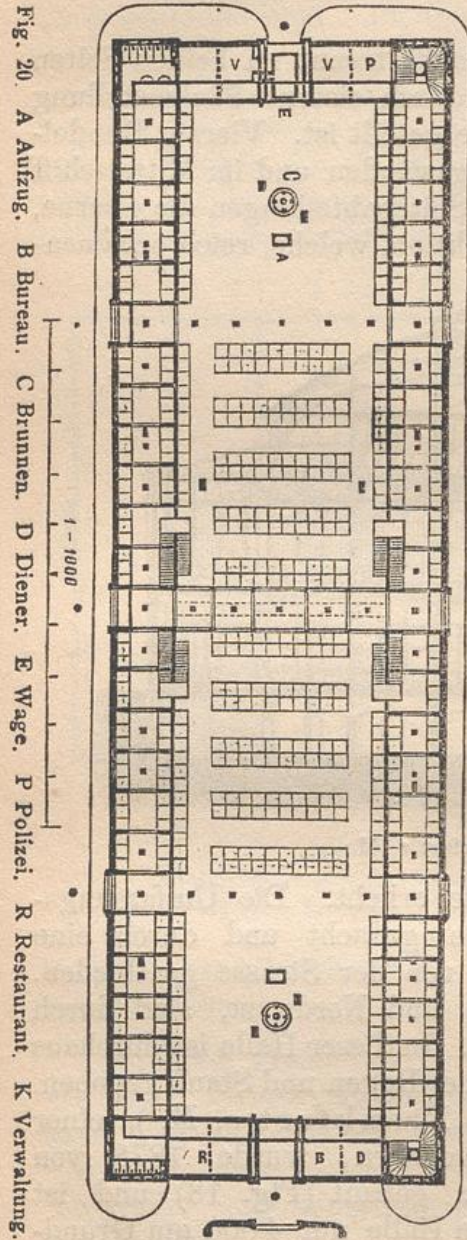 V V P
E
C
A
1-1000
R B D
Fig. 20. A Aufzug. B Bureau. C Brunnen. D Diener. E Wage. P Polizei. R Restaurant. K Verwaltung.